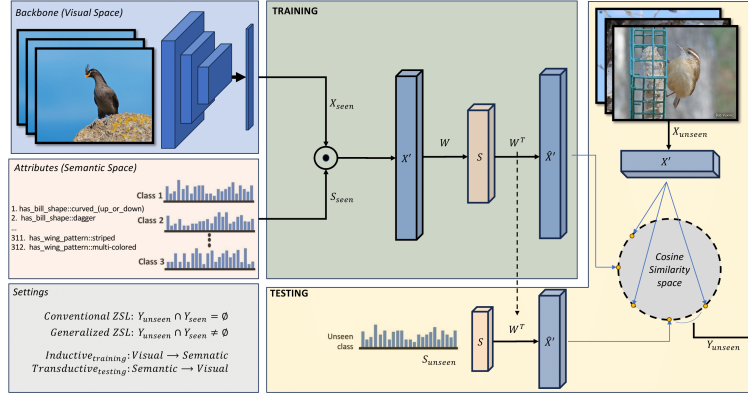 Backbone (Visual Space)
TRAINING
X_seen
S_seen
X'
W
S
W^T
X̂'
X_unseen
X'
Cosine
Similarity
space
Y_unseen
Attributes (Semantic Space)
Class 1
1. has_bill_shape::curved_(up_or_down)
2. has_bill_shape::dagger
Class 2
...
311. has_wing_pattern::striped
312. has_wing_pattern::multi-colored
Class 3
Settings
Conventional ZSL: Y_unseen ∩ Y_seen = ∅
Generalized ZSL: Y_unseen ∩ Y_seen ≠ ∅
Inductive_training: Visual → Semnatic
Transductive_testing: Semantic → Visual
TESTING
Unseen
class
S_unseen
S
W^T
X̂'